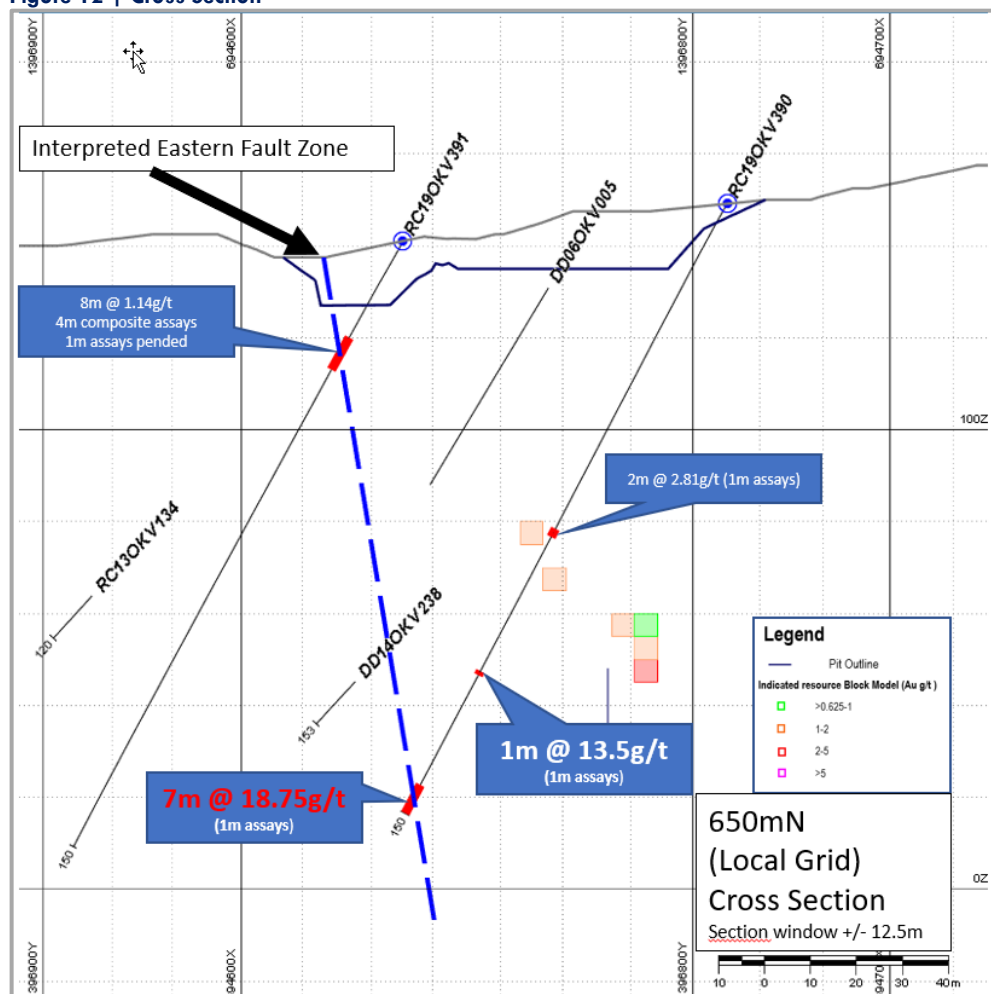 Figure 12 | Cross Section
1396900Y
694600X
1396800Y
694700X
Interpreted Eastern Fault Zone
RC19OKV391
DD06OKV005
RC19OKV390
8m @ 1.14g/t
4m composite assays
1m assays pended
100Z
2m @ 2.81g/t (1m assays)
RC13OKV134
120
DD14OKV238
153
1m @ 13.5g/t
(1m assays)
7m @ 18.75g/t
(1m assays)
150
150
Legend
Pit Outline
Indicated resource Block Model (Au g/t )
>0.625-1
1-2
2-5
>5
650mN
(Local Grid)
Cross Section
Section window +/- 12.5m
0Z
396900Y
94600X
396800Y
94700X
10 0 10 20 30 40m